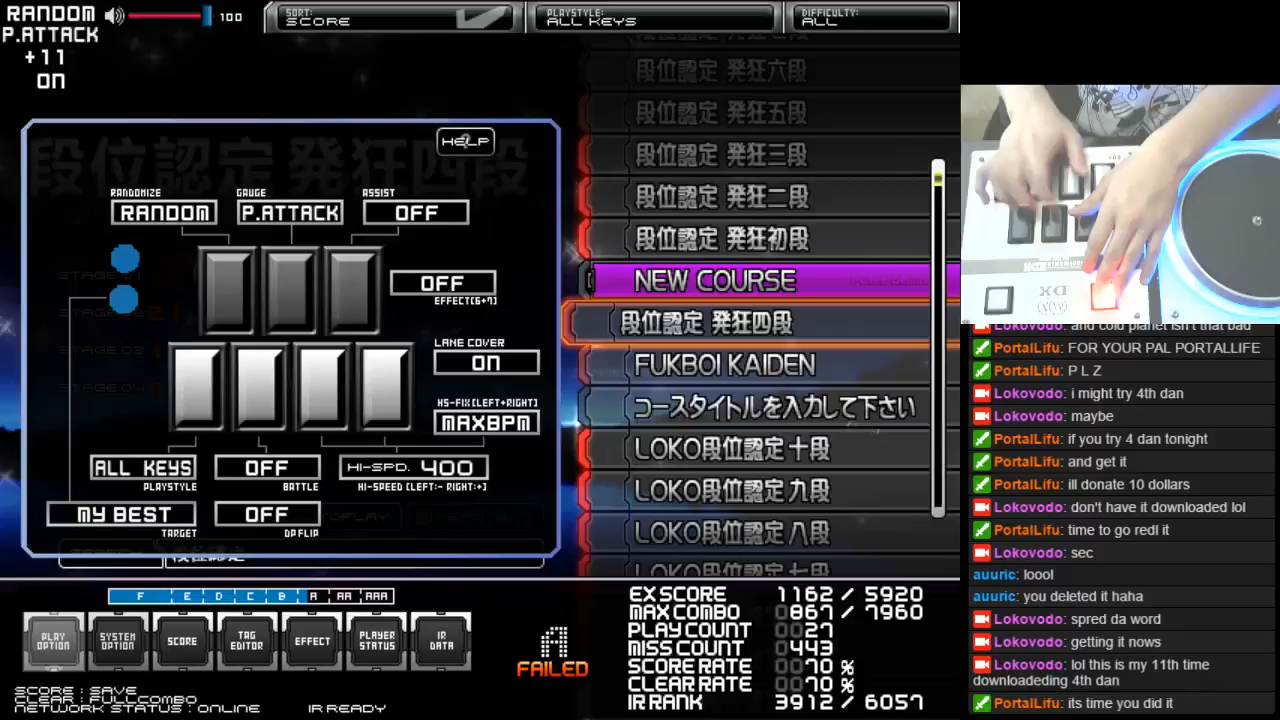 RANDOM
P.ATTACK
+11
ON
100
SORT: SCORE
PLAYSTYLE: ALL KEYS
DIFFICULTY: ALL
段位認定 発狂六段
段位認定 発狂五段
段位認定 発狂三段
段位認定 発狂二段
段位認定 発狂初段
NEW COURSE
段位認定 発狂四段
FUKBOI KAIDEN
コースタイトルを入力して下さい
LOKO段位認定十段
LOKO段位認定九段
LOKO段位認定八段
LOKO段位認定七段
段位認定 発狂四段
HELP
RANDOMIZE
GAUGE
ASSIST
RANDOM
P.ATTACK
OFF
OFF
EFFECT[6+7]
LANE COVER
ON
HS-FIX[LEFT+RIGHT]
MAXBPM
ALL KEYS
PLAYSTYLE
OFF
BATTLE
HI-SPD. 400
HI-SPEED (LEFT:- RIGHT:+)
MY BEST
TARGET
OFF
DP FLIP
F E D C B A AA AAA
PLAY OPTION
SYSTEM OPTION
SCORE
TAG EDITOR
EFFECT
PLAYER STATUS
IR DATA
A
FAILED
EXSCORE 1162 / 5920
MAXCOMBO 0867 / 7960
PLAY COUNT 0027
MISS COUNT 0443
SCORE RATE 0070 %
CLEAR RATE 0070 %
IR RANK 3912 / 6057
SCORE : SAVE
CLEAR : FULLCOMBO
NETWORK STATUS : ONLINE
IR READY
Lokovodo: and cold planet isn't that bad
PortalLifu: FOR YOUR PAL PORTALLIFE
PortalLifu: P L Z
Lokovodo: i might try 4th dan
Lokovodo: maybe
PortalLifu: if you try 4 dan tonight
PortalLifu: and get it
PortalLifu: ill donate 10 dollars
Lokovodo: don't have it downloaded lol
PortalLifu: time to go redl it
Lokovodo: sec
auuric: loool
auuric: you deleted it haha
Lokovodo: spred da word
Lokovodo: getting it nows
Lokovodo: lol this is my 11th time
downloadeding 4th dan
PortalLifu: its time you did it